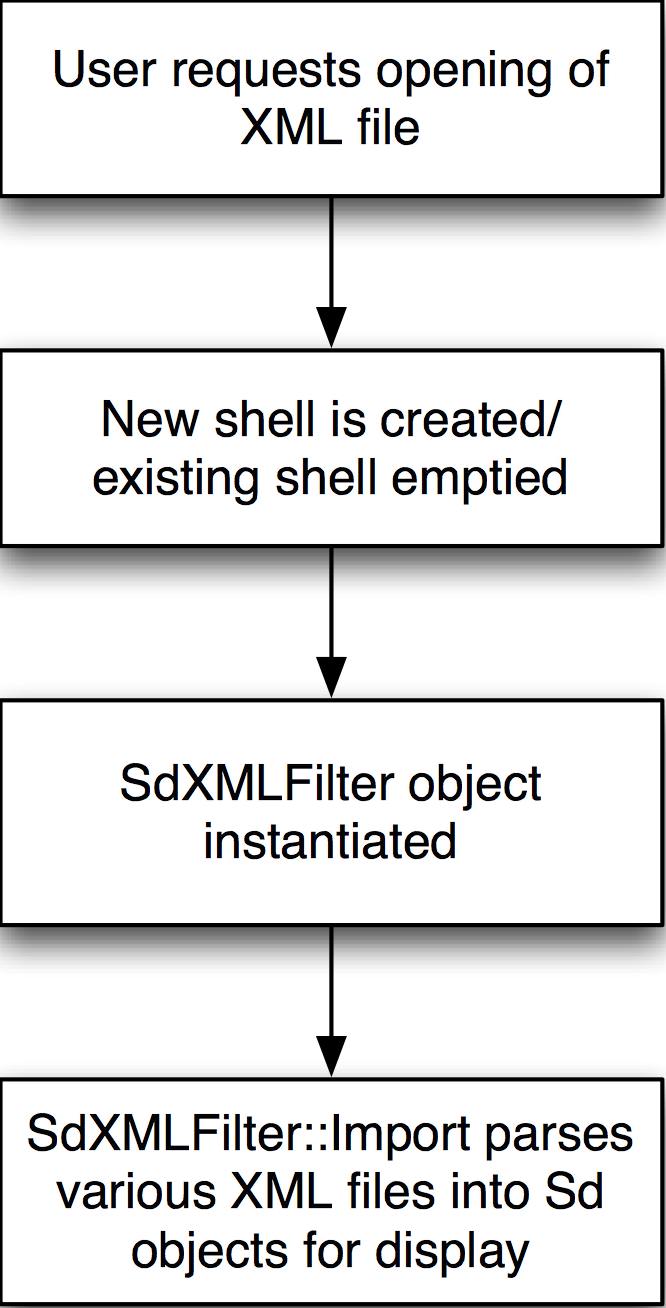 User requests opening of
XML file
New shell is created/
existing shell emptied
SdXMLFilter object
instantiated
SdXMLFilter::Import parses
various XML files into Sd
objects for display